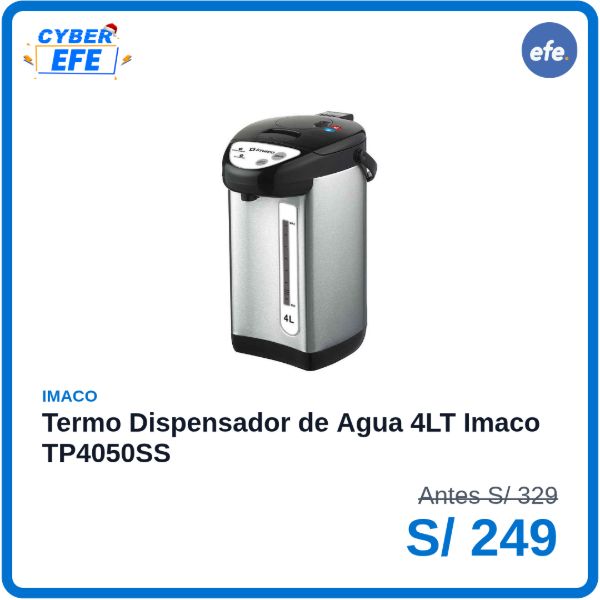 CYBER
EFE
efe.
4L
IMACO
Termo Dispensador de Agua 4LT Imaco
TP4050SS
Antes S/ 329
S/ 249